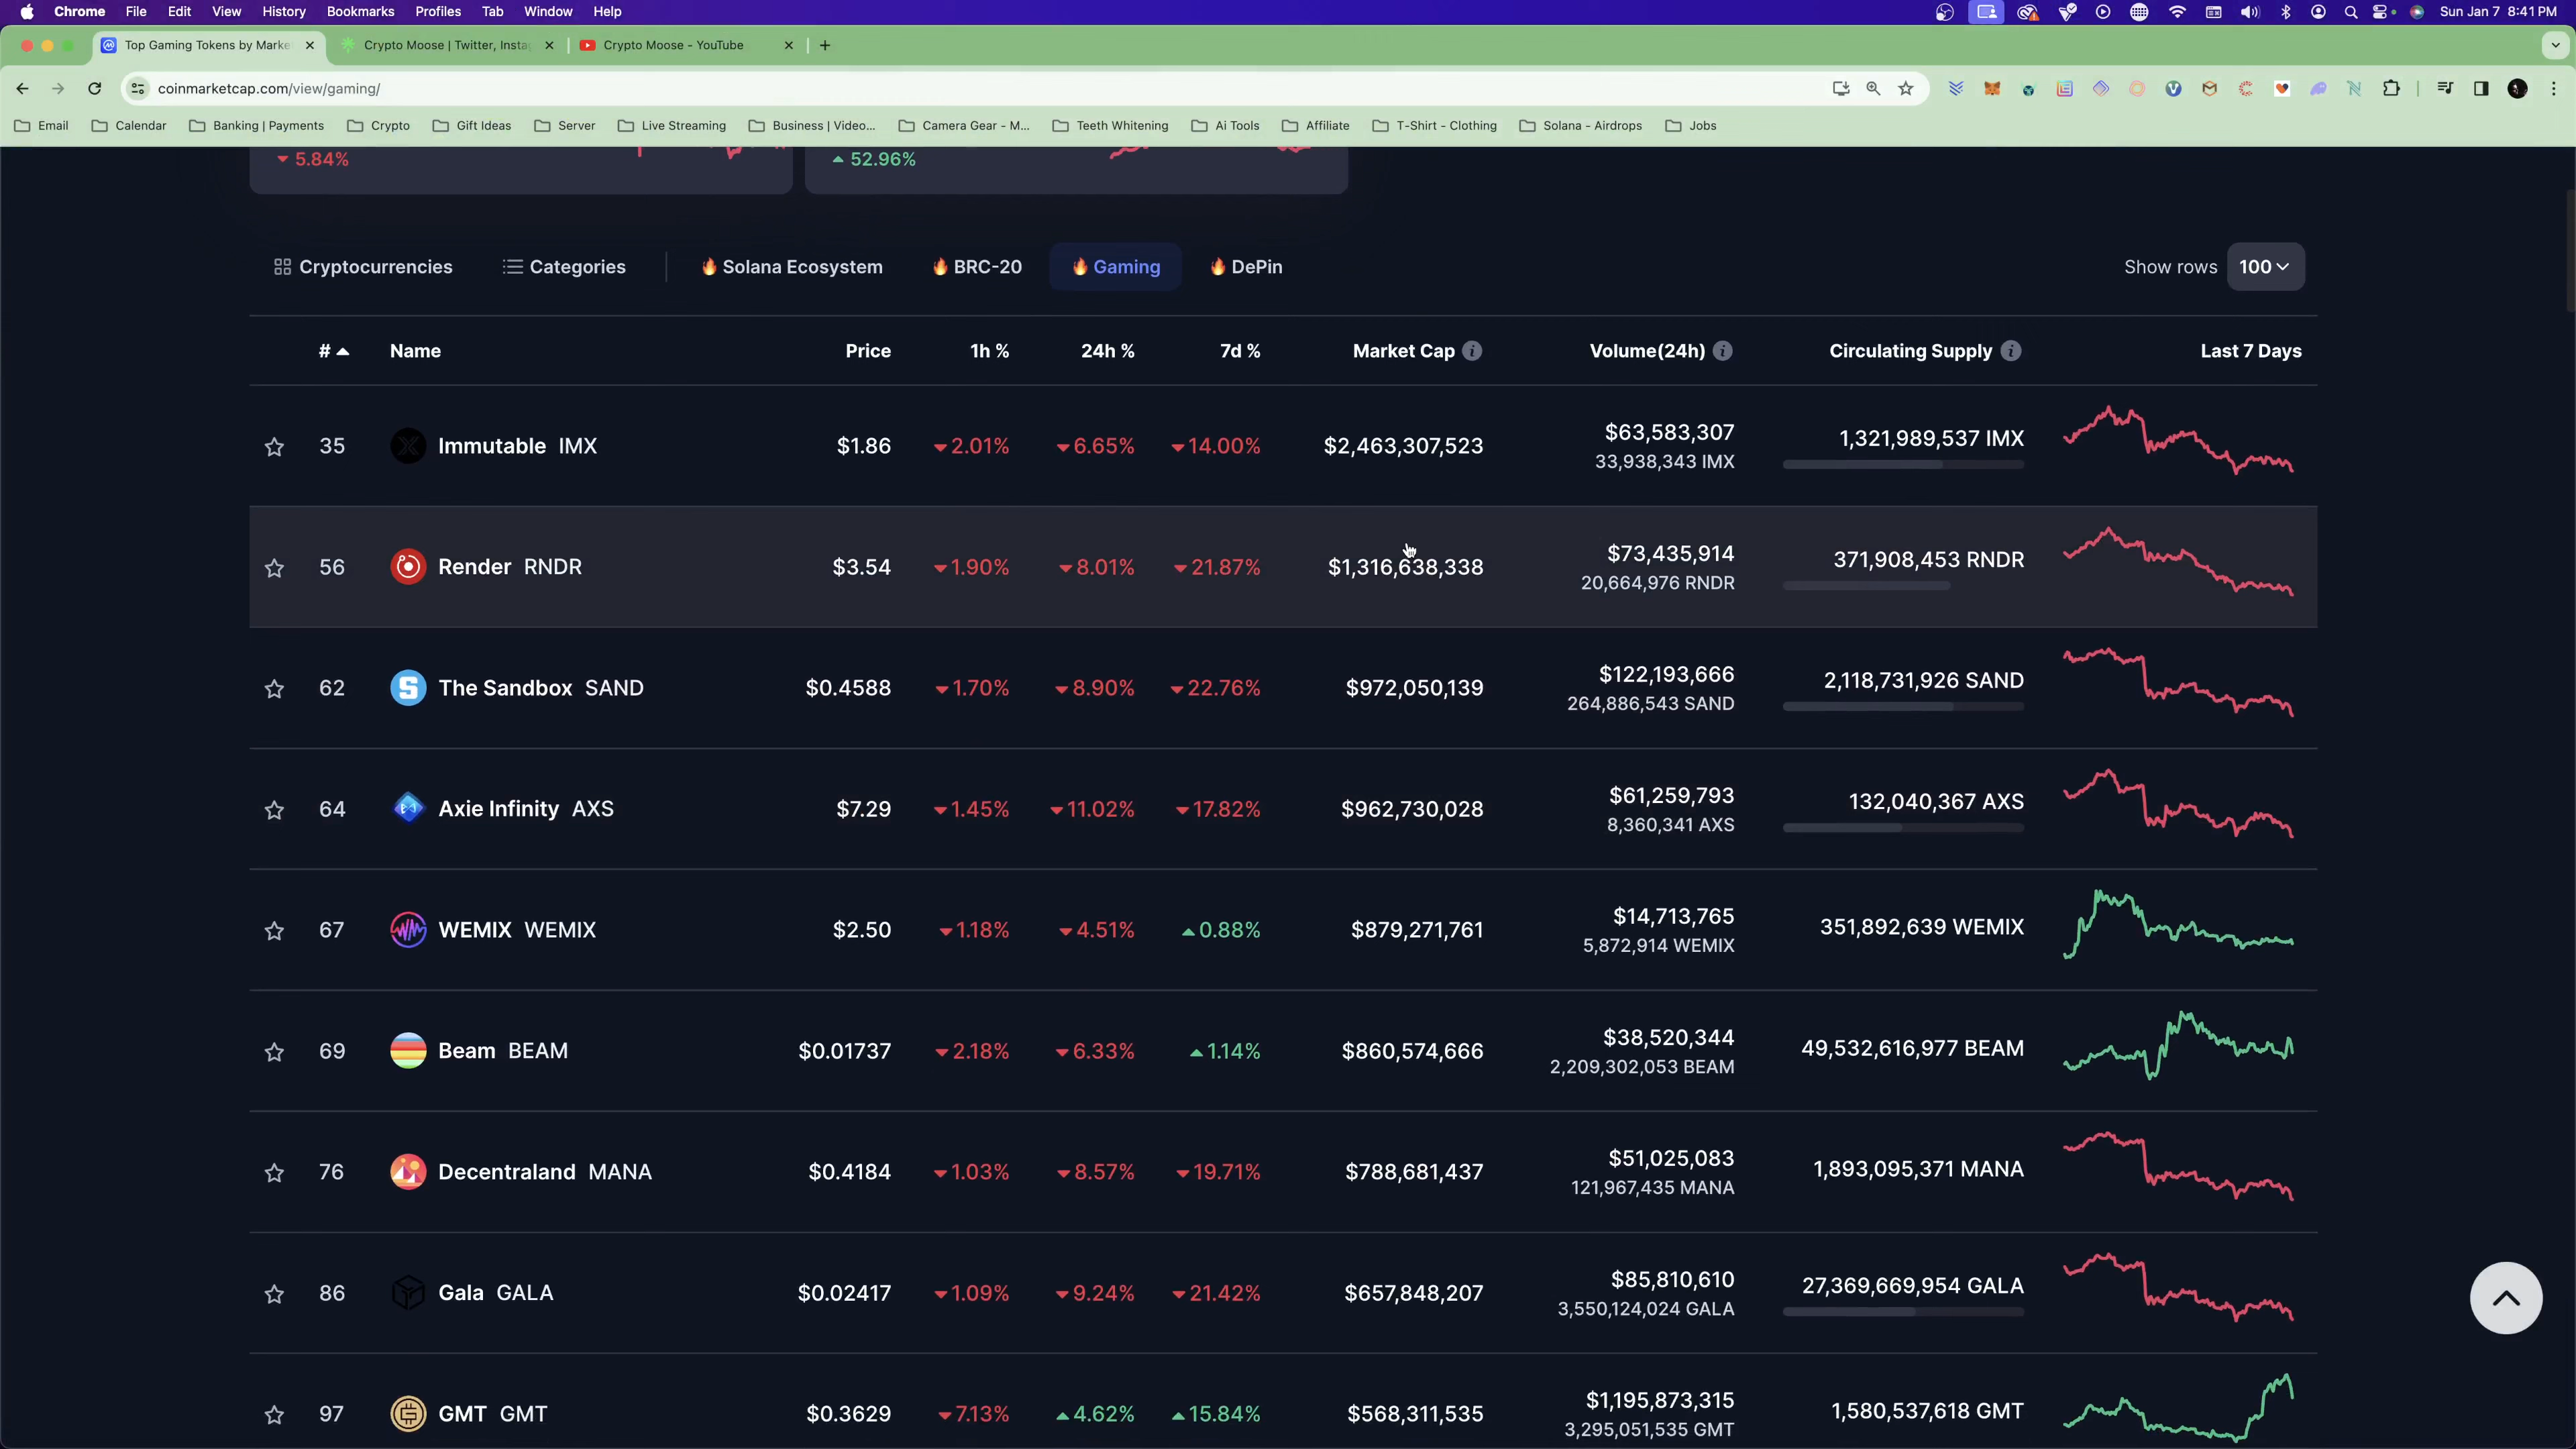 Chrome File Edit View History Bookmarks Profiles Tab Window Help Sun Jan 7 8:41 PM
Top Gaming Tokens by Marke Crypto Moose | Twitter, Insta Crypto Moose - YouTube
coinmarketcap.com/view/gaming/
Email Calendar Banking | Payments Crypto Gift Ideas Server Live Streaming Business | Video... Camera Gear - M... Teeth Whitening Ai Tools Affiliate T-Shirt - Clothing Solana - Airdrops Jobs
5.84% 52.96%
Cryptocurrencies Categories Solana Ecosystem BRC-20 Gaming DePin Show rows 100
# Name Price 1h % 24h % 7d % Market Cap Volume(24h) Circulating Supply Last 7 Days
35 Immutable IMX $1.86 2.01% 6.65% 14.00% $2,463,307,523 $63,583,307 1,321,989,537 IMX
33,938,343 IMX
56 Render RNDR $3.54 1.90% 8.01% 21.87% $1,316,638,338 $73,435,914 371,908,453 RNDR
20,664,976 RNDR
62 The Sandbox SAND $0.4588 1.70% 8.90% 22.76% $972,050,139 $122,193,666 2,118,731,926 SAND
264,886,543 SAND
64 Axie Infinity AXS $7.29 1.45% 11.02% 17.82% $962,730,028 $61,259,793 132,040,367 AXS
8,360,341 AXS
67 WEMIX WEMIX $2.50 1.18% 4.51% 0.88% $879,271,761 $14,713,765 351,892,639 WEMIX
5,872,914 WEMIX
69 Beam BEAM $0.01737 2.18% 6.33% 1.14% $860,574,666 $38,520,344 49,532,616,977 BEAM
2,209,302,053 BEAM
76 Decentraland MANA $0.4184 1.03% 8.57% 19.71% $788,681,437 $51,025,083 1,893,095,371 MANA
121,967,435 MANA
86 Gala GALA $0.02417 1.09% 9.24% 21.42% $657,848,207 $85,810,610 27,369,669,954 GALA
3,550,124,024 GALA
97 GMT GMT $0.3629 7.13% 4.62% 15.84% $568,311,535 $1,195,873,315 1,580,537,618 GMT
3,295,051,535 GMT